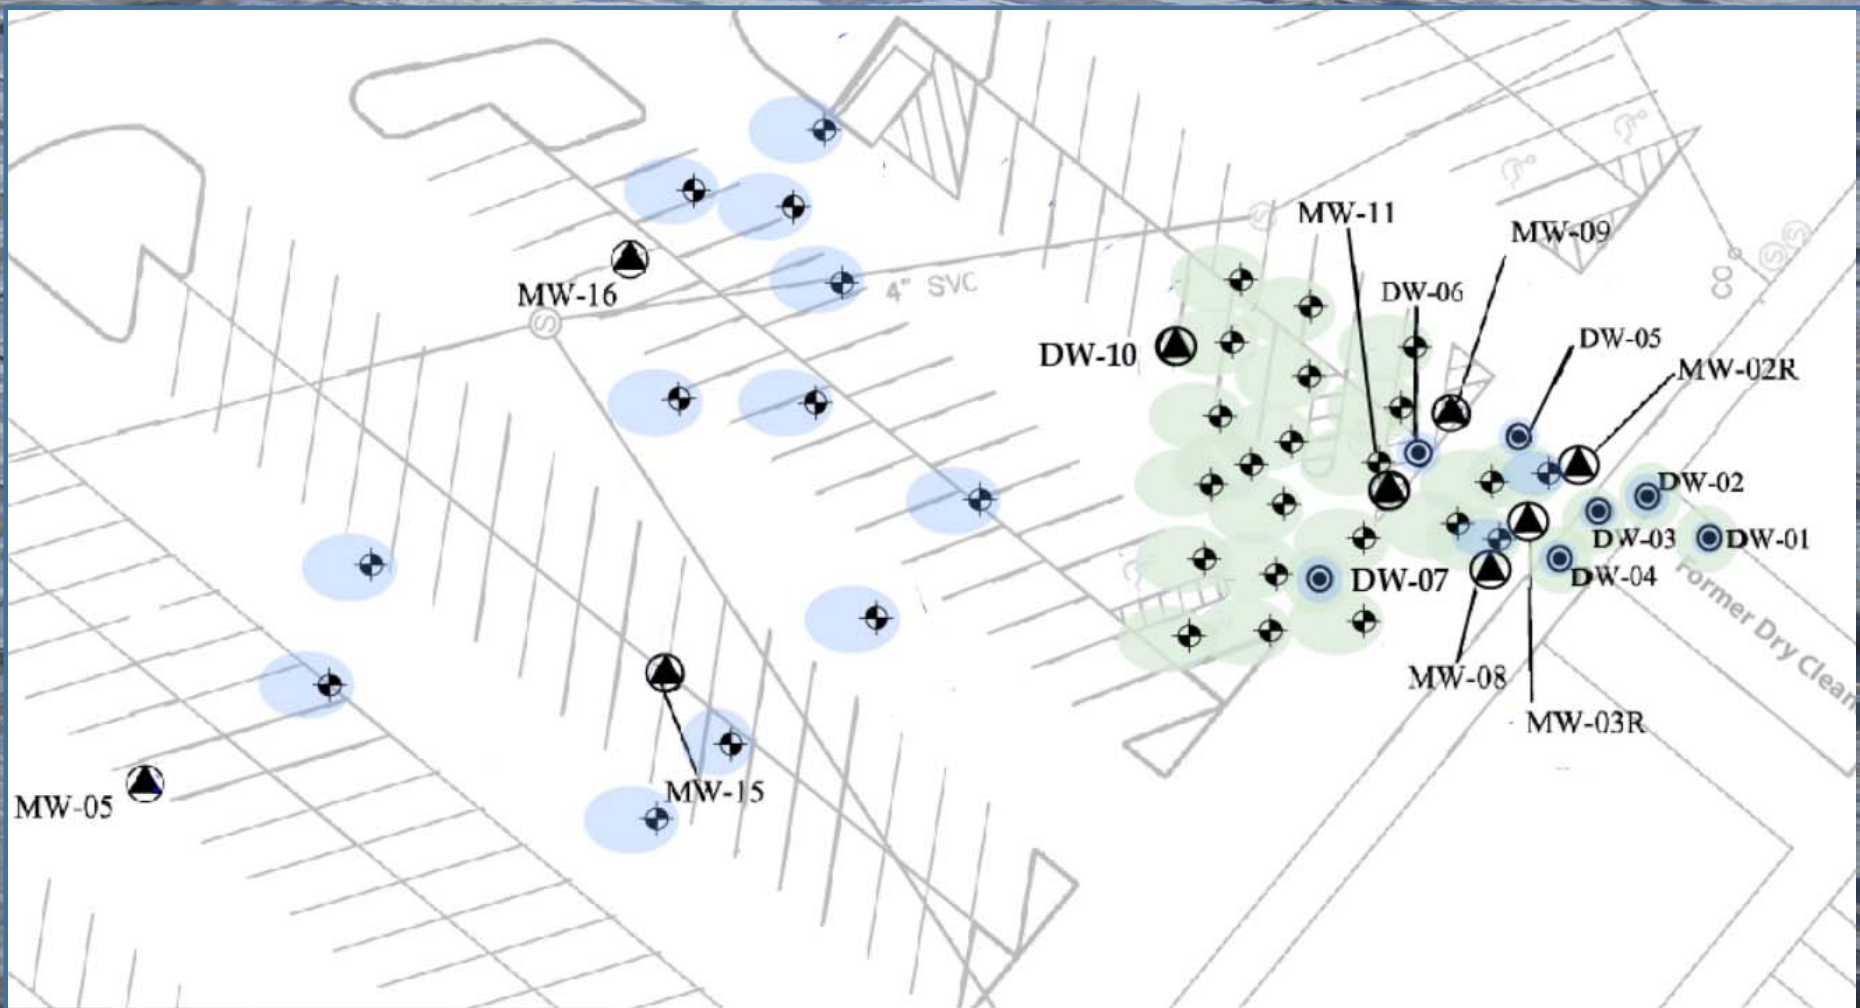 MW-11
MW-09
MW-16
4" SVC
DW-06
CO
DW-10
DW-05
MW-02R
DW-02
DW-03
DW-01
DW-07
DW-04
Former Dry Clean
MW-08
MW-03R
MW-15
MW-05
S
S
S
S